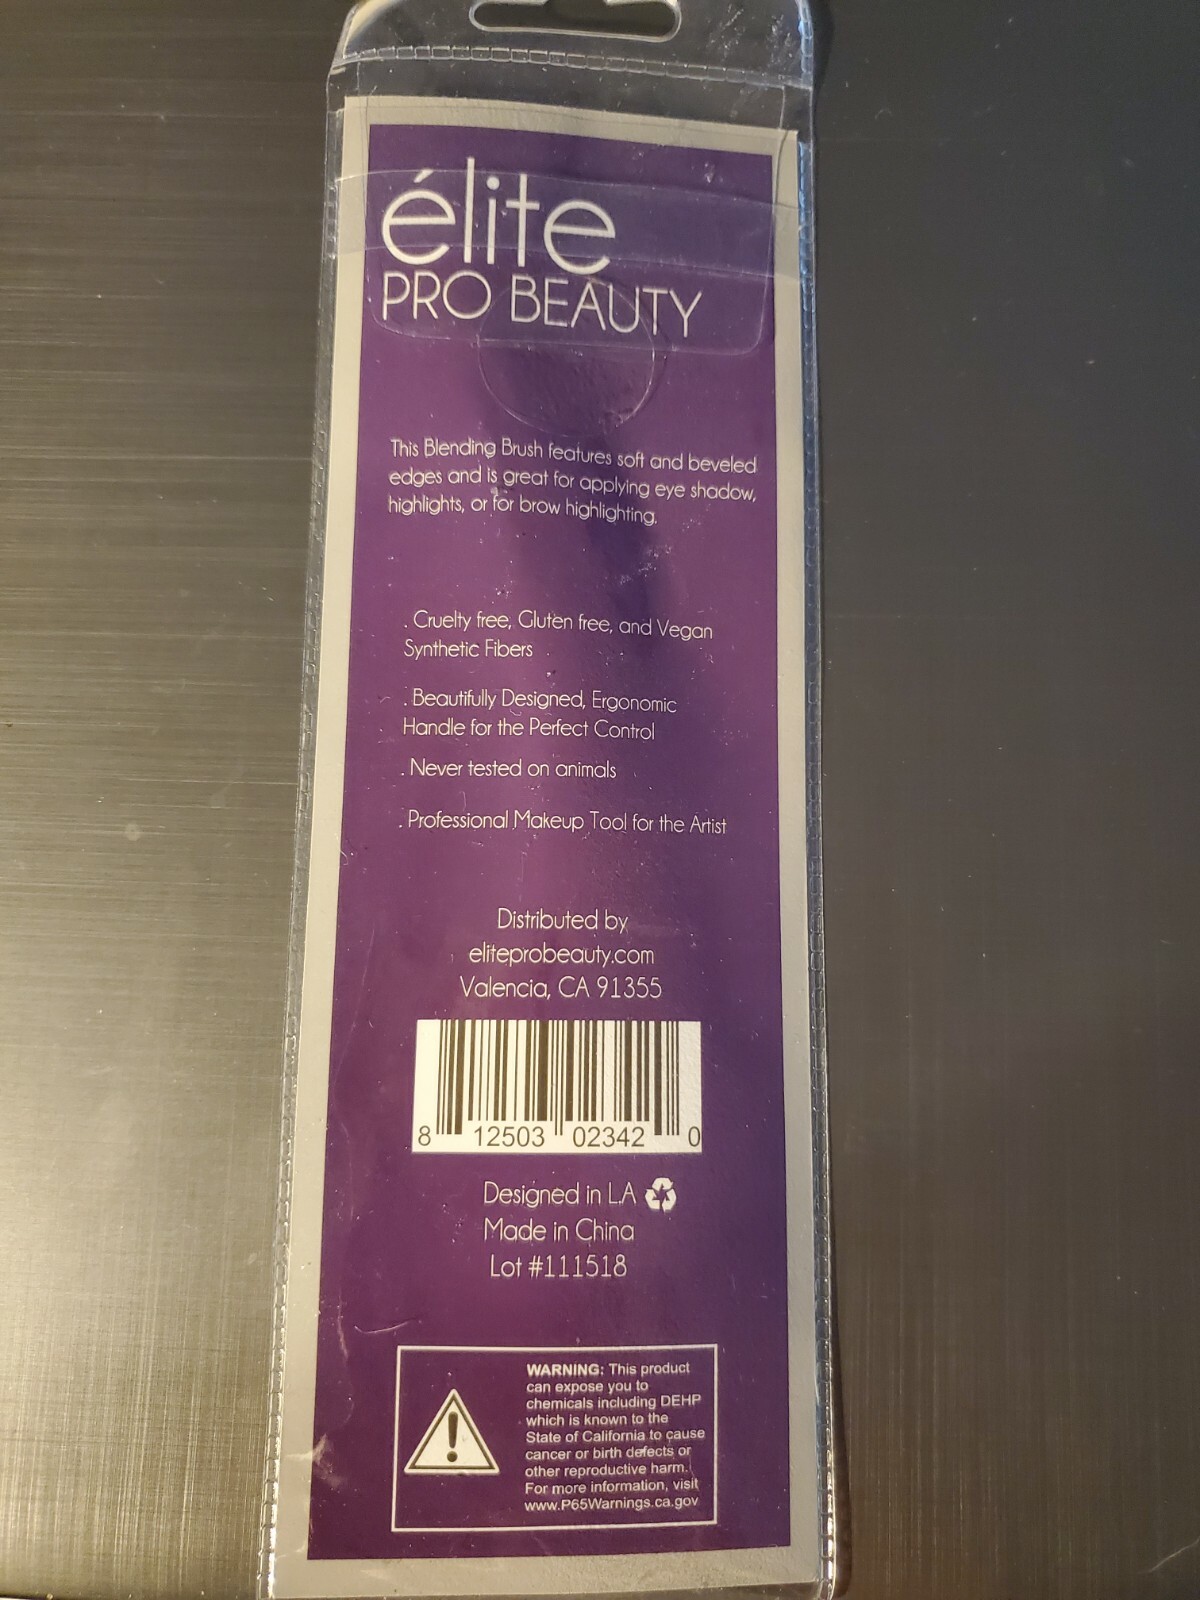 élite
PRO BEAUTY
This Blending Brush features soft and beveled
edges and is great for applying eye shadow,
highlights, or for brow highlighting.
. Cruelty free, Gluten free, and Vegan
Synthetic Fibers
. Beautifully Designed, Ergonomic
Handle for the Perfect Control
. Never tested on animals
. Professional Makeup Tool for the Artist
Distributed by
eliteprobeauty.com
Valencia, CA 91355
8 12503 02342 0
Designed in L.A
Made in China
Lot #111518
WARNING: This product
can expose you to
chemicals including DEHP
which is known to the
State of California to cause
cancer or birth defects or
other reproductive harm.
For more information, visit
www.P65Warnings.ca.gov